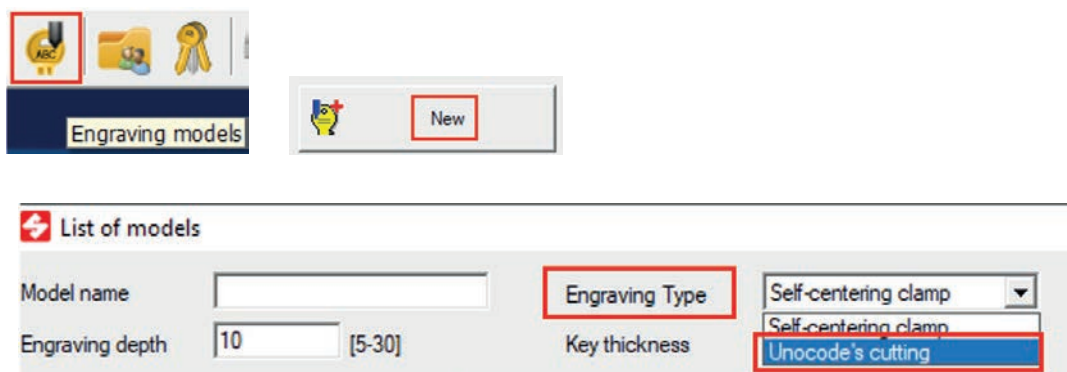 ABC
Engraving models
New
List of models
Model name
Engraving Type
Self-centering clamp
Self-centering clamp
Engraving depth
10
[5-30]
Key thickness
Unocode's cutting